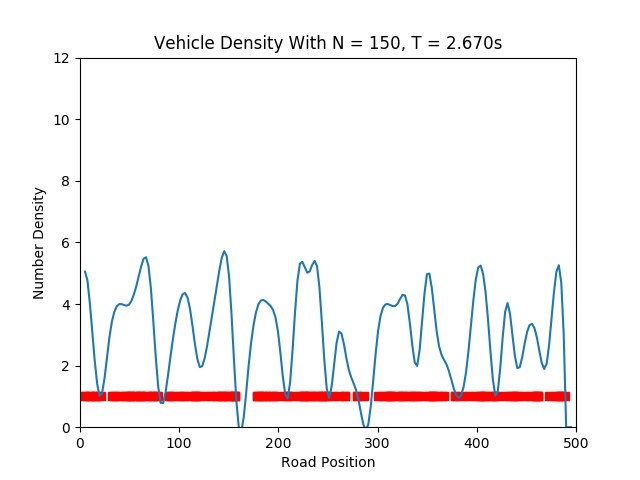 Vehicle Density With N = 150, T = 2.670s
12
10
8
6
4
2
0
Number Density
0 100 200 300 400 500
Road Position